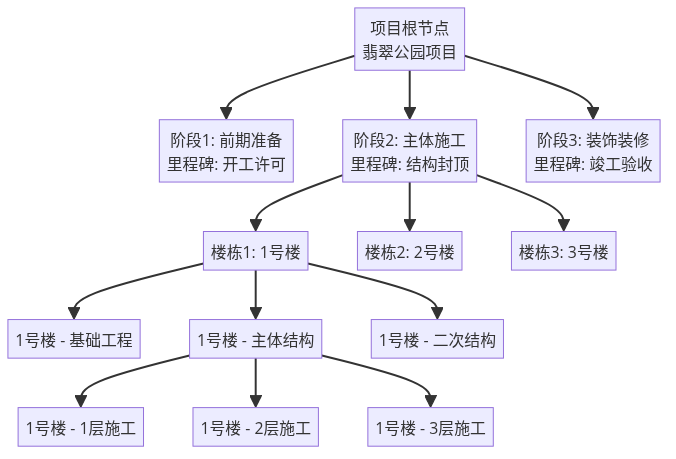 项目根节点
翡翠公园项目
阶段1: 前期准备
里程碑: 开工许可
阶段2: 主体施工
里程碑: 结构封顶
阶段3: 装饰装修
里程碑: 竣工验收
楼栋1: 1号楼
楼栋2: 2号楼
楼栋3: 3号楼
1号楼 - 基础工程
1号楼 - 主体结构
1号楼 - 二次结构
1号楼 - 1层施工
1号楼 - 2层施工
1号楼 - 3层施工